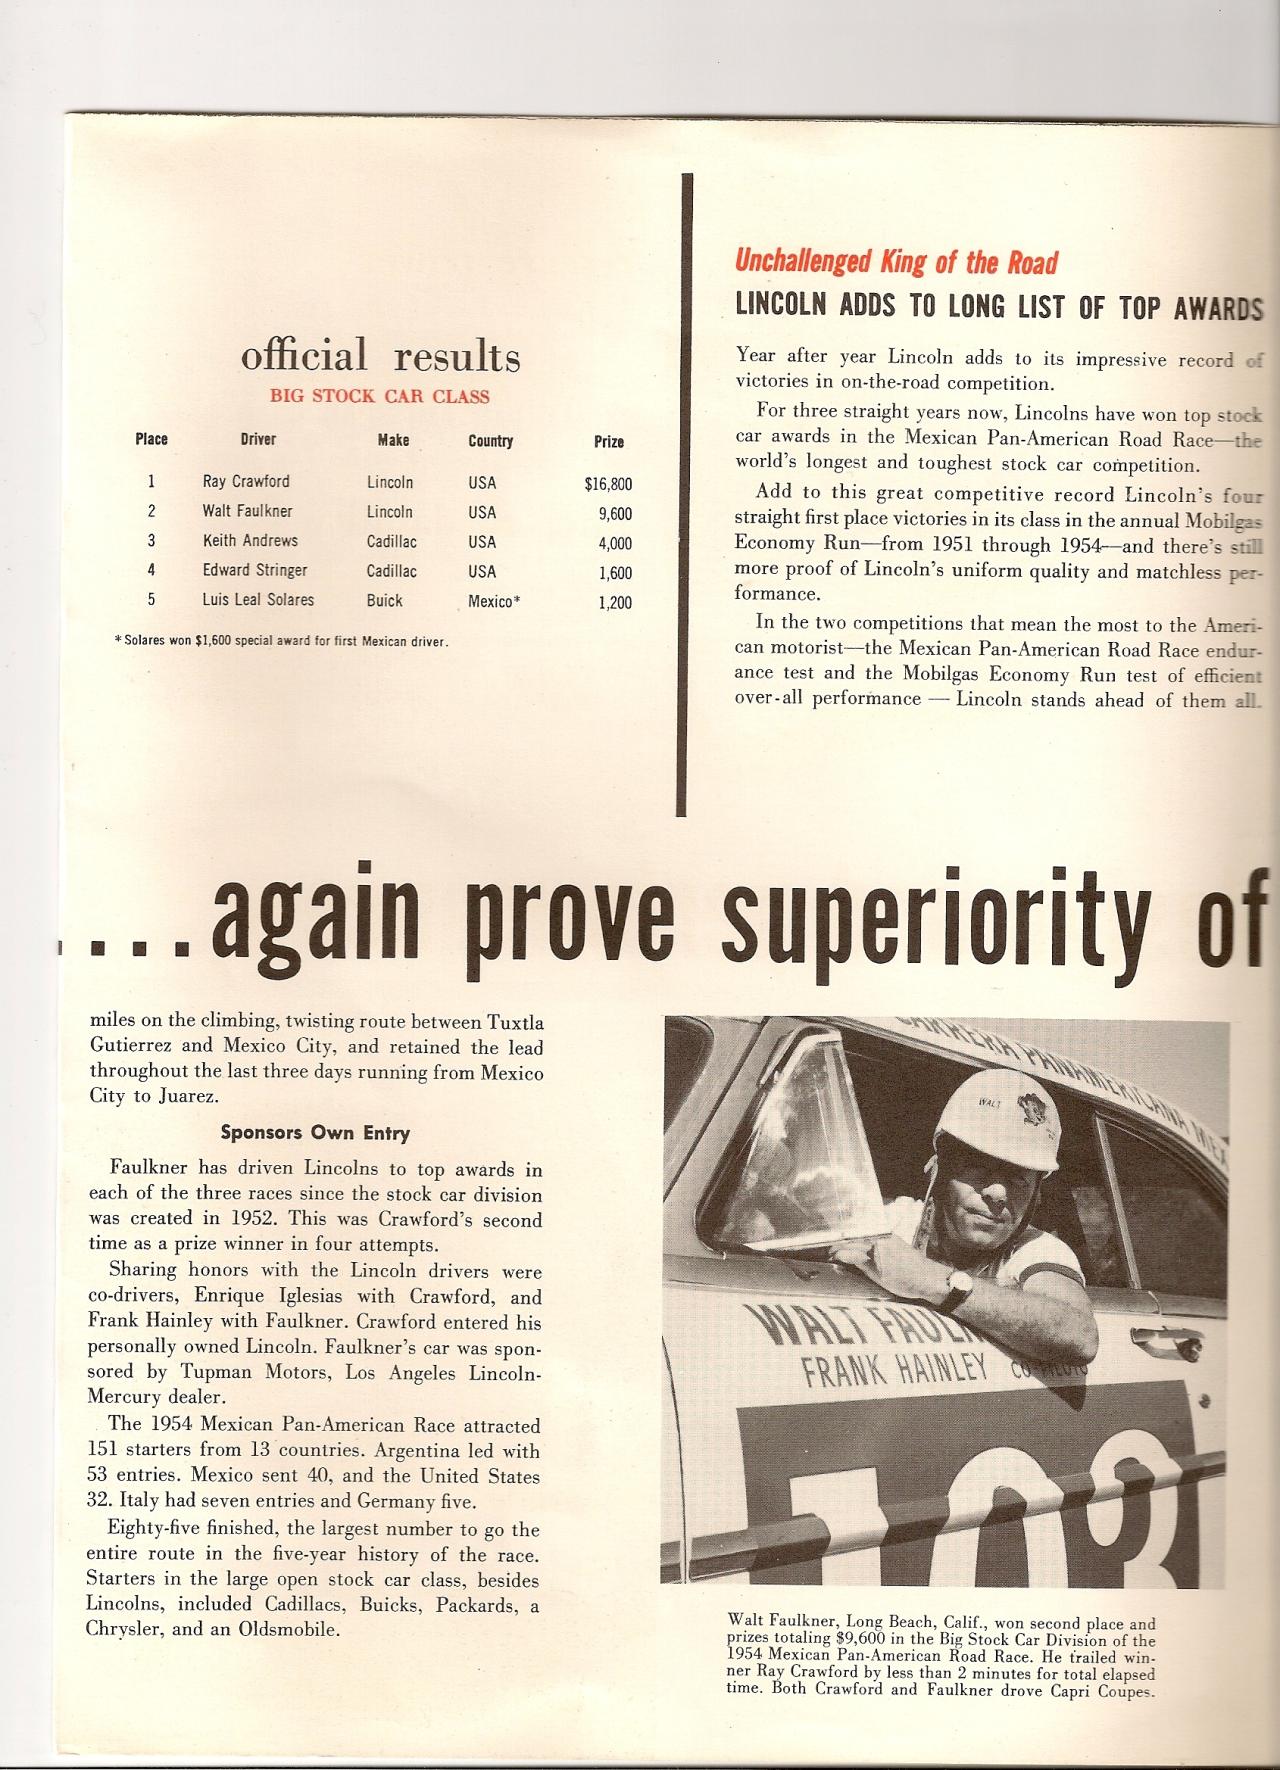 official results
BIG STOCK CAR CLASS
Place Driver Make Country Prize
1 Ray Crawford Lincoln USA $16,800
2 Walt Faulkner Lincoln USA 9,600
3 Keith Andrews Cadillac USA 4,000
4 Edward Stringer Cadillac USA 1,600
5 Luis Leal Solares Buick Mexico* 1,200
*Solares won $1,600 special award for first Mexican driver.
Unchallenged King of the Road
LINCOLN ADDS TO LONG LIST OF TOP AWARDS
Year after year Lincoln adds to its impressive record of
victories in on-the-road competition.
For three straight years now, Lincolns have won top stock
car awards in the Mexican Pan-American Road Race—the
world's longest and toughest stock car competition.
Add to this great competitive record Lincoln's four
straight first place victories in its class in the annual Mobilgas
Economy Run—from 1951 through 1954—and there's still
more proof of Lincoln's uniform quality and matchless per-
formance.
In the two competitions that mean the most to the Ameri-
can motorist—the Mexican Pan-American Road Race endur-
ance test and the Mobilgas Economy Run test of efficient
over-all performance — Lincoln stands ahead of them all.
....again prove superiority of
miles on the climbing, twisting route between Tuxtla
Gutierrez and Mexico City, and retained the lead
throughout the last three days running from Mexico
City to Juarez.
Sponsors Own Entry
Faulkner has driven Lincolns to top awards in
each of the three races since the stock car division
was created in 1952. This was Crawford's second
time as a prize winner in four attempts.
Sharing honors with the Lincoln drivers were
co-drivers, Enrique Iglesias with Crawford, and
Frank Hainley with Faulkner. Crawford entered his
personally owned Lincoln. Faulkner's car was spon-
sored by Tupman Motors, Los Angeles Lincoln-
Mercury dealer.
The 1954 Mexican Pan-American Race attracted
151 starters from 13 countries. Argentina led with
53 entries. Mexico sent 40, and the United States
32. Italy had seven entries and Germany five.
Eighty-five finished, the largest number to go the
entire route in the five-year history of the race.
Starters in the large open stock car class, besides
Lincolns, included Cadillacs, Buicks, Packards, a
Chrysler, and an Oldsmobile.
CARRERA PANAMERICANA MEX
WALT
WALT FAULK
FRANK HAINLEY CO-PILOTO
103
Walt Faulkner, Long Beach, Calif., won second place and
prizes totaling $9,600 in the Big Stock Car Division of the
1954 Mexican Pan-American Road Race. He trailed win-
ner Ray Crawford by less than 2 minutes for total elapsed
time. Both Crawford and Faulkner drove Capri Coupes.